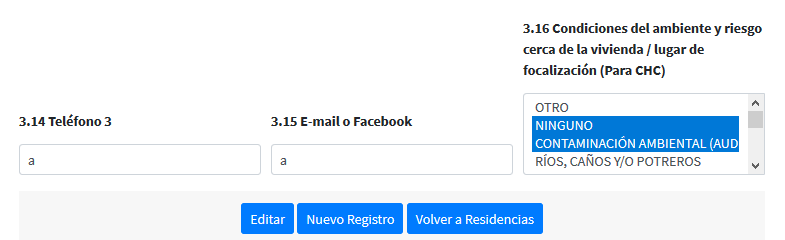 3.16 Condiciones del ambiente y riesgo
cerca de la vivienda / lugar de
focalización (Para CHC)
3.14 Teléfono 3
3.15 E-mail o Facebook
a
a
OTRO
NINGUNO
CONTAMINACIÓN AMBIENTAL (AUD
RÍOS, CAÑOS Y/O POTREROS
Editar
Nuevo Registro
Volver a Residencias